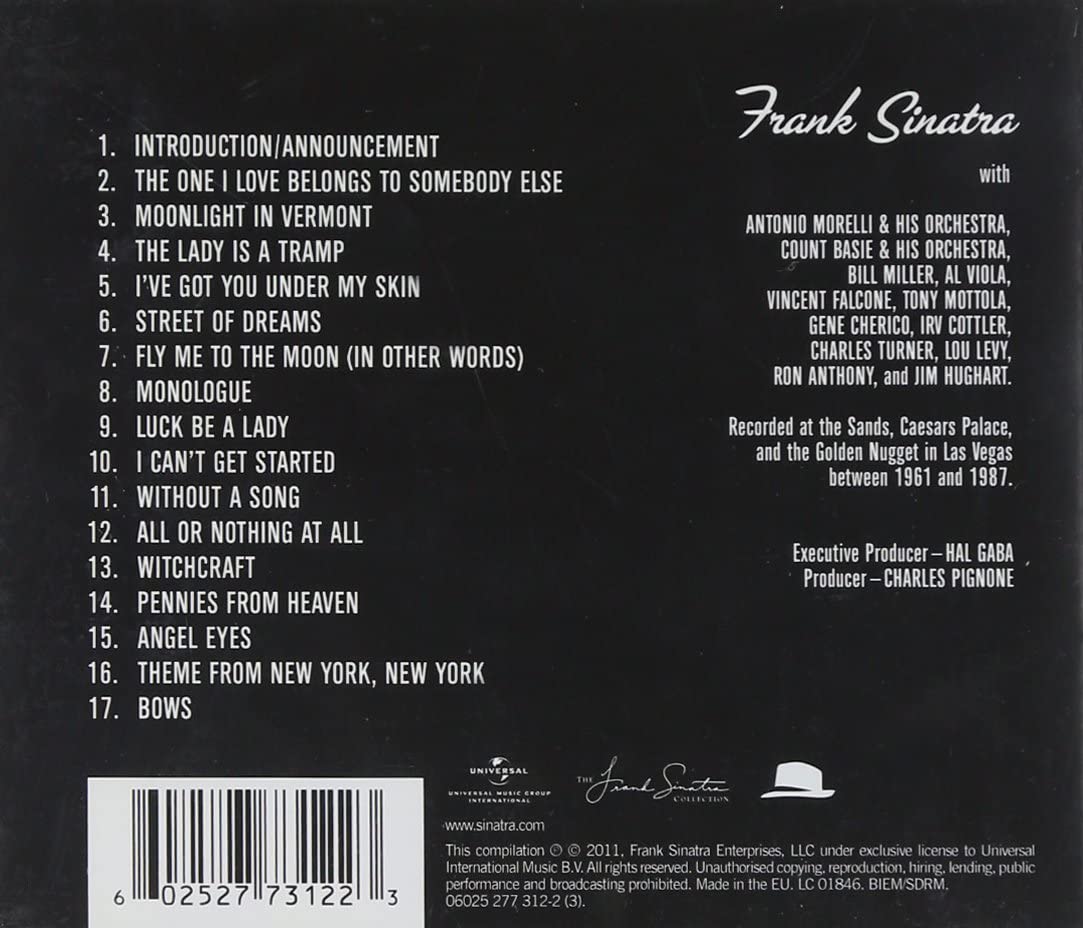 1. INTRODUCTION/ANNOUNCEMENT
2. THE ONE I LOVE BELONGS TO SOMEBODY ELSE
3. MOONLIGHT IN VERMONT
4. THE LADY IS A TRAMP
5. I'VE GOT YOU UNDER MY SKIN
6. STREET OF DREAMS
7. FLY ME TO THE MOON (IN OTHER WORDS)
8. MONOLOGUE
9. LUCK BE A LADY
10. I CAN'T GET STARTED
11. WITHOUT A SONG
12. ALL OR NOTHING AT ALL
13. WITCHCRAFT
14. PENNIES FROM HEAVEN
15. ANGEL EYES
16. THEME FROM NEW YORK, NEW YORK
17. BOWS
Frank Sinatra
with
ANTONIO MORELLI & HIS ORCHESTRA,
COUNT BASIE & HIS ORCHESTRA,
BILL MILLER, AL VIOLA,
VINCENT FALCONE, TONY MOTTOLA,
GENE CHERICO, IRV COTTLER,
CHARLES TURNER, LOU LEVY,
RON ANTHONY, and JIM HUGHART.
Recorded at the Sands, Caesars Palace,
and the Golden Nugget in Las Vegas
between 1961 and 1987.
Executive Producer – HAL GABA
Producer – CHARLES PIGNONE
6 02527 73122 3
UNIVERSAL
UNIVERSAL MUSIC GROUP
INTERNATIONAL
THE Frank Sinatra
COLLECTION
www.sinatra.com
This compilation ℗ © 2011, Frank Sinatra Enterprises, LLC under exclusive license to Universal
International Music B.V. All rights reserved. Unauthorised copying, reproduction, hiring, lending, public
performance and broadcasting prohibited. Made in the EU. LC 01846. BIEM/SDRM.
06025 277 312-2 (3).